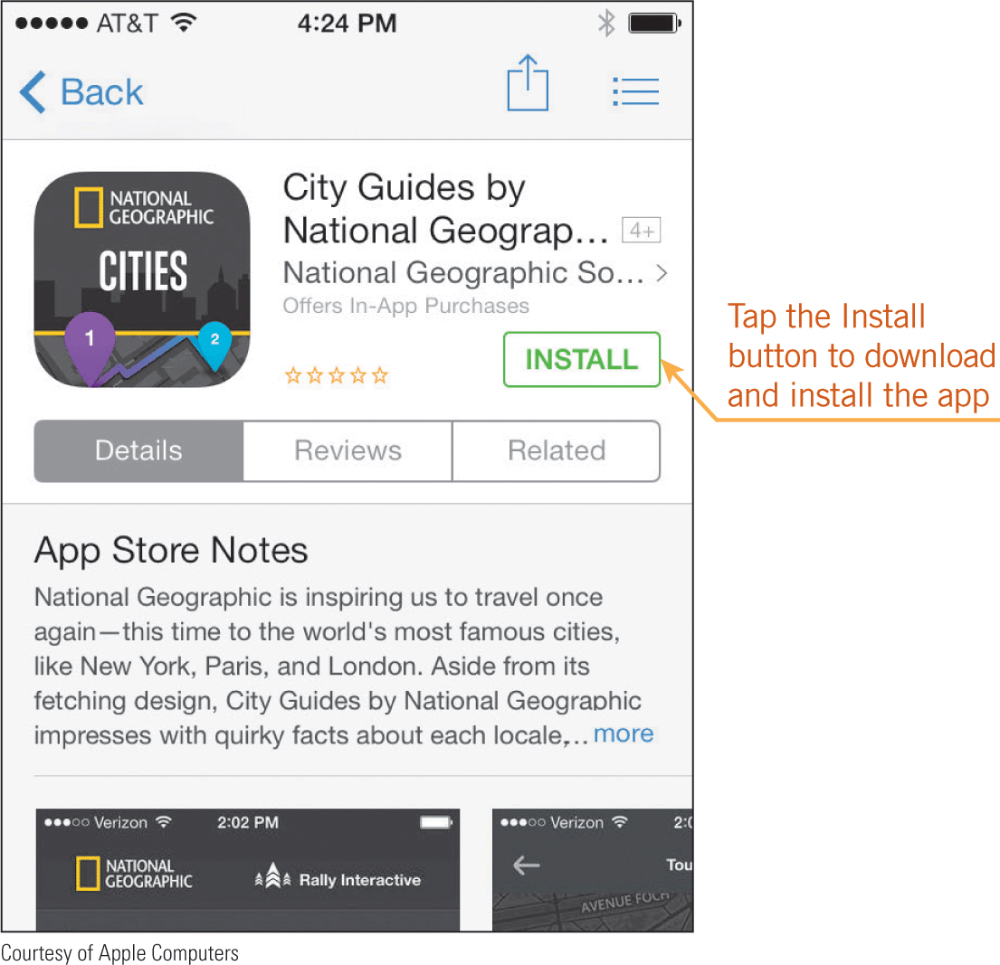 ●●●●● AT&T 4:24 PM
Back
NATIONAL
GEOGRAPHIC
CITIES
1
2
City Guides by
National Geograp... 4+
National Geographic So... >
Offers In-App Purchases
INSTALL
Tap the Install
button to download
and install the app
Details Reviews Related
App Store Notes
National Geographic is inspiring us to travel once
again—this time to the world's most famous cities,
like New York, Paris, and London. Aside from its
fetching design, City Guides by National Geographic
impresses with quirky facts about each locale,... more
●●●○○ Verizon 2:02 PM
NATIONAL
GEOGRAPHIC
Rally Interactive
●●●○○ Verizon 2:0
Tou
AVENUE FOCH
Courtesy of Apple Computers